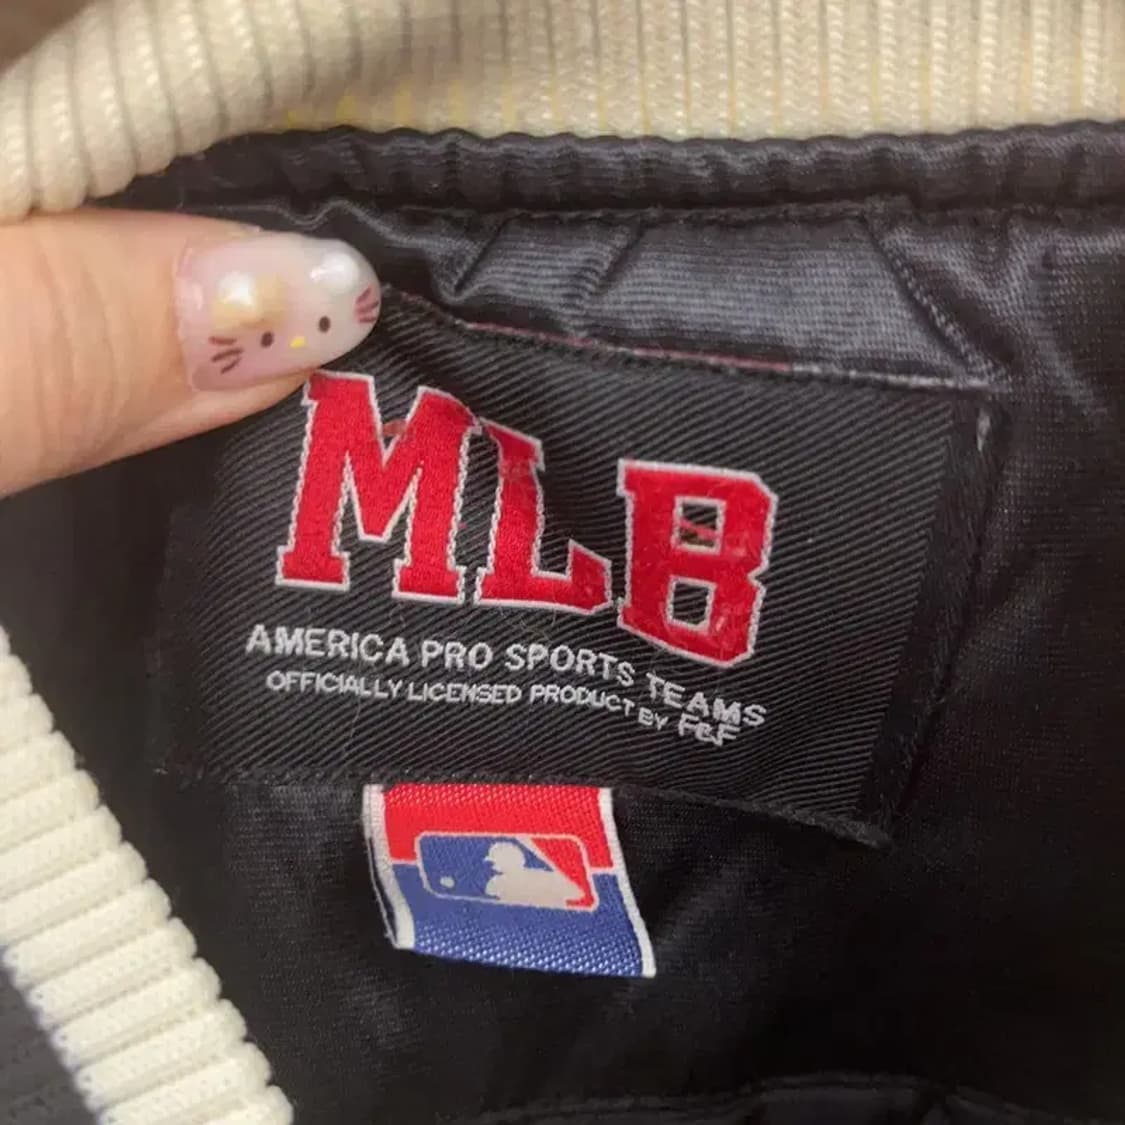 MLB
AMERICA PRO SPORTS TEAMS
OFFICIALLY LICENSED PRODUCT BY F&F